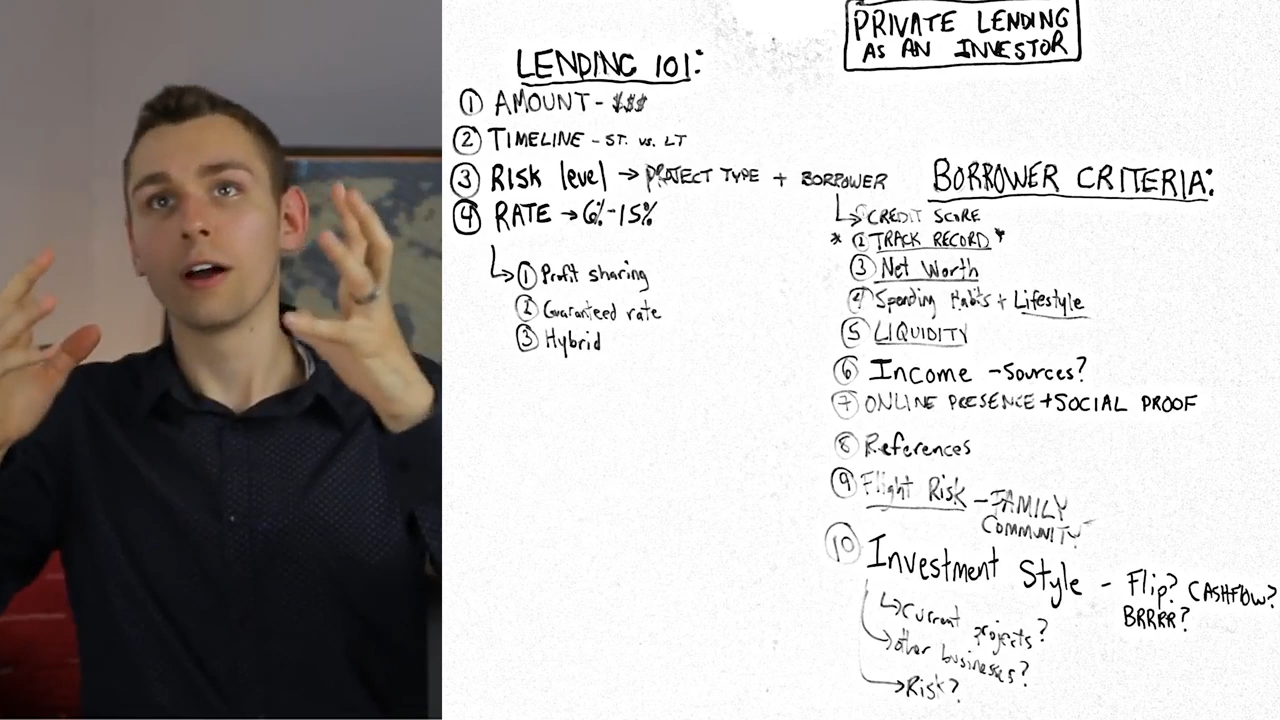 PRIVATE LENDING
AS AN INVESTOR
LENDING 101:
① AMOUNT - $$$
② TIMELINE - ST. vs. LT
③ RISK level → PROJECT TYPE + BORROWER
④ RATE → 6%-15%
↳ ① Profit sharing
② Guaranteed rate
③ Hybrid
BORROWER CRITERIA:
↳ CREDIT SCORE
* ② TRACK RECORD *
③ Net Worth
④ Spending Habits + Lifestyle
⑤ LIQUIDITY
⑥ Income - Sources?
⑦ ONLINE PRESENCE + SOCIAL PROOF
⑧ References
⑨ Flight Risk - FAMILY
COMMUNITY
⑩ Investment Style - Flip? CASHFLOW?
BRRRR?
↳ current projects?
→ other businesses?
→ Risk?